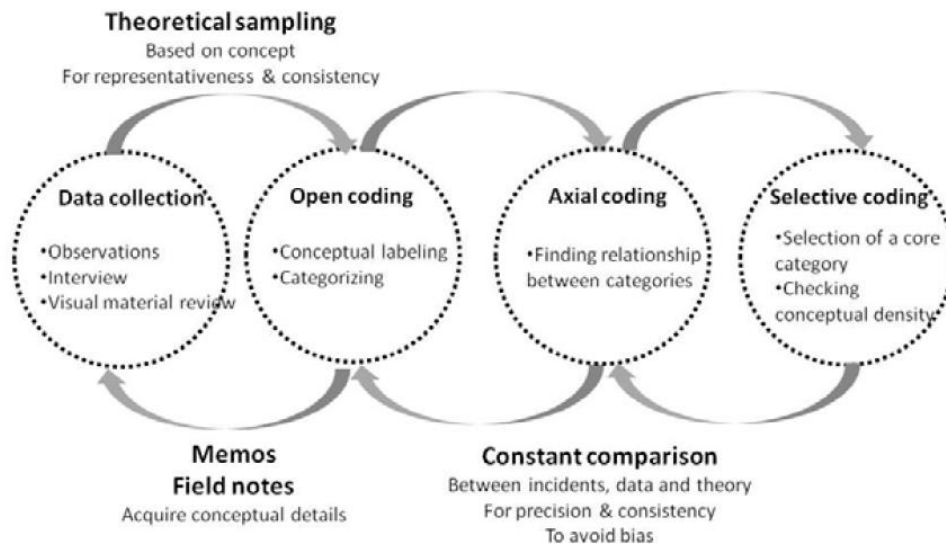 Theoretical sampling
Based on concept
For representativeness & consistency
Data collection
•Observations
•Interview
•Visual material review
Open coding
•Conceptual labeling
•Categorizing
Axial coding
•Finding relationship
between categories
Selective coding
•Selection of a core
category
•Checking
conceptual density
Memos
Field notes
Acquire conceptual details
Constant comparison
Between incidents, data and theory
For precision & consistency
To avoid bias